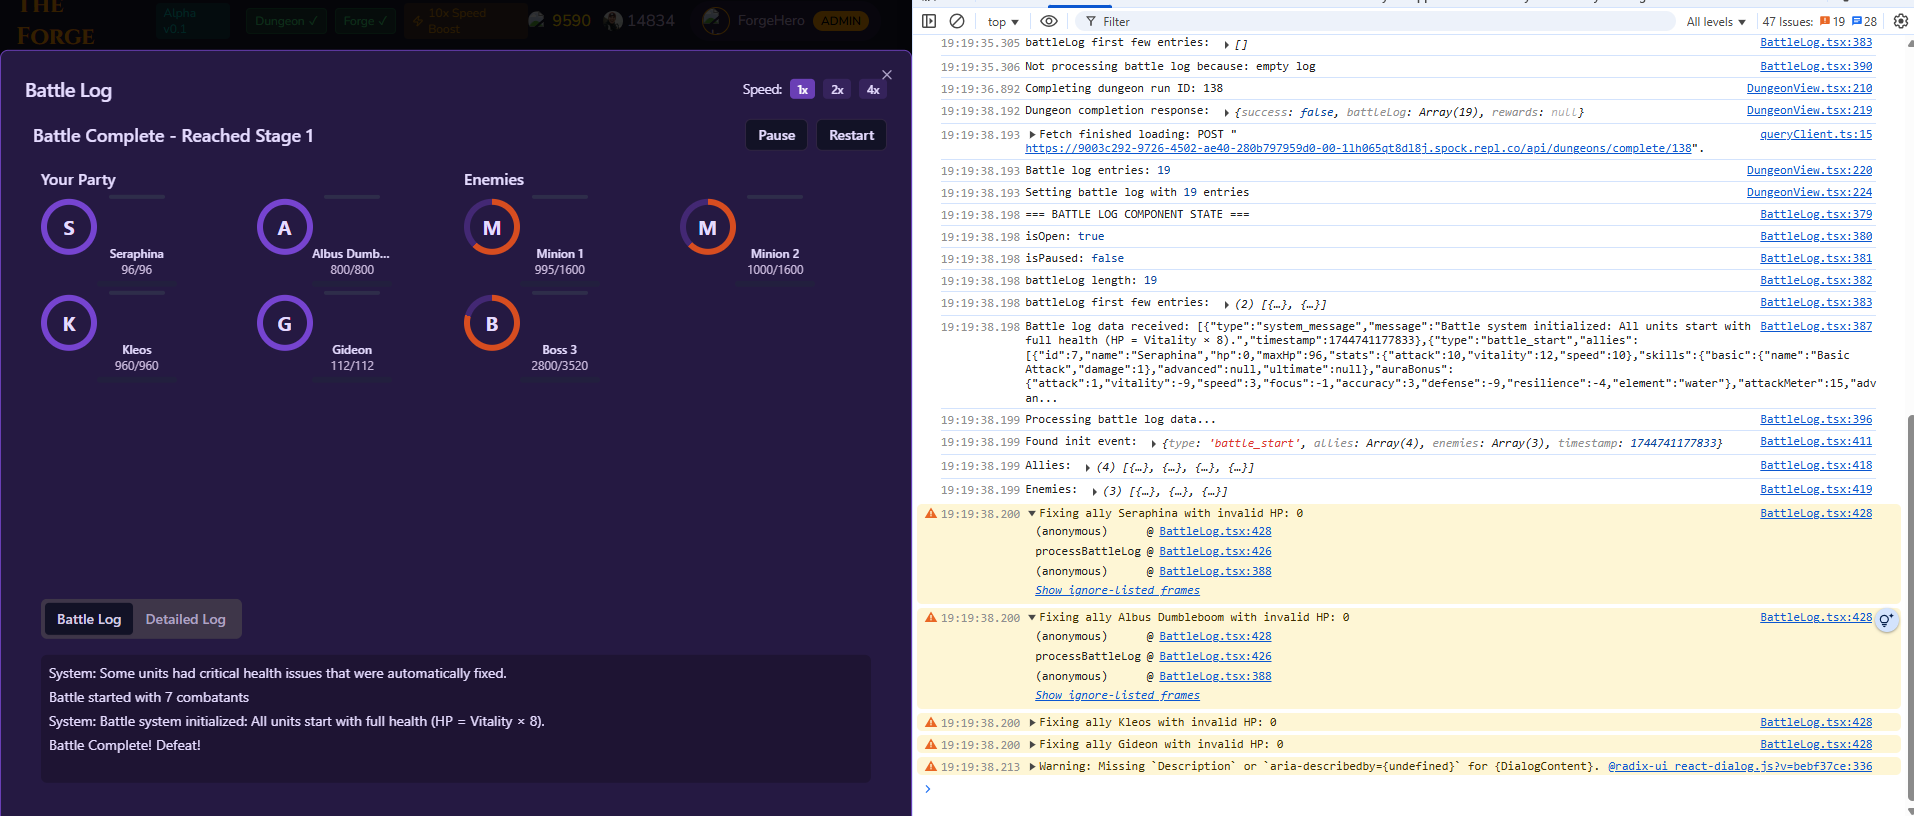 THE
FORGE
Alpha
v0.1
Dungeon ✓
Forge ✓
10x Speed
Boost
9590
14834
ForgeHero
ADMIN
Battle Log
Speed:
1x
2x
4x
Battle Complete - Reached Stage 1
Pause
Restart
Your Party
Enemies
S
Seraphina
96/96
A
Albus Dumb...
800/800
M
Minion 1
995/1600
M
Minion 2
1000/1600
K
Kleos
960/960
G
Gideon
112/112
B
Boss 3
2800/3520
Battle Log
Detailed Log
System: Some units had critical health issues that were automatically fixed.
Battle started with 7 combatants
System: Battle system initialized: All units start with full health (HP = Vitality × 8).
Battle Complete! Defeat!
top
Filter
All levels
47 Issues: 19 28
19:19:35.305 battleLog first few entries: ▶ [] BattleLog.tsx:383
19:19:35.306 Not processing battle log because: empty log BattleLog.tsx:390
19:19:36.892 Completing dungeon run ID: 138 DungeonView.tsx:210
19:19:38.192 Dungeon completion response: ▶ {success: false, battleLog: Array(19), rewards: null} DungeonView.tsx:219
19:19:38.193 ▶ Fetch finished loading: POST " queryClient.ts:15
https://9003c292-9726-4502-ae40-280b797959d0-00-1lh065qt8dl8j.spock.repl.co/api/dungeons/complete/138".
19:19:38.193 Battle log entries: 19 DungeonView.tsx:220
19:19:38.193 Setting battle log with 19 entries DungeonView.tsx:224
19:19:38.198 === BATTLE LOG COMPONENT STATE === BattleLog.tsx:379
19:19:38.198 isOpen: true BattleLog.tsx:380
19:19:38.198 isPaused: false BattleLog.tsx:381
19:19:38.198 battleLog length: 19 BattleLog.tsx:382
19:19:38.198 battleLog first few entries: ▶ (2) [{…}, {…}] BattleLog.tsx:383
19:19:38.198 Battle log data received: [{"type":"system_message","message":"Battle system initialized: All units start with BattleLog.tsx:387
full health (HP = Vitality × 8).","timestamp":1744741177833},{"type":"battle_start","allies":
[{"id":7,"name":"Seraphina","hp":0,"maxHp":96,"stats":{"attack":10,"vitality":12,"speed":10},"skills":{"basic":{"name":"Basic
Attack","damage":1},"advanced":null,"ultimate":null},"auraBonus":
{"attack":1,"vitality":-9,"speed":3,"focus":-1,"accuracy":3,"defense":-9,"resilience":-4,"element":"water"},"attackMeter":15,"adv
an...
19:19:38.199 Processing battle log data... BattleLog.tsx:396
19:19:38.199 Found init event: ▶ {type: 'battle_start', allies: Array(4), enemies: Array(3), timestamp: 1744741177833} BattleLog.tsx:411
19:19:38.199 Allies: ▶ (4) [{…}, {…}, {…}, {…}] BattleLog.tsx:418
19:19:38.199 Enemies: ▶ (3) [{…}, {…}, {…}] BattleLog.tsx:419
19:19:38.200 ▼ Fixing ally Seraphina with invalid HP: 0 BattleLog.tsx:428
(anonymous) @ BattleLog.tsx:428
processBattleLog @ BattleLog.tsx:426
(anonymous) @ BattleLog.tsx:388
Show ignore-listed frames
19:19:38.200 ▼ Fixing ally Albus Dumbleboom with invalid HP: 0 BattleLog.tsx:428
(anonymous) @ BattleLog.tsx:428
processBattleLog @ BattleLog.tsx:426
(anonymous) @ BattleLog.tsx:388
Show ignore-listed frames
19:19:38.200 ▶ Fixing ally Kleos with invalid HP: 0 BattleLog.tsx:428
19:19:38.200 ▶ Fixing ally Gideon with invalid HP: 0 BattleLog.tsx:428
19:19:38.213 ▶ Warning: Missing `Description` or `aria-describedby={undefined}` for {DialogContent}. @radix-ui react-dialog.js?v=bebf37ce:336